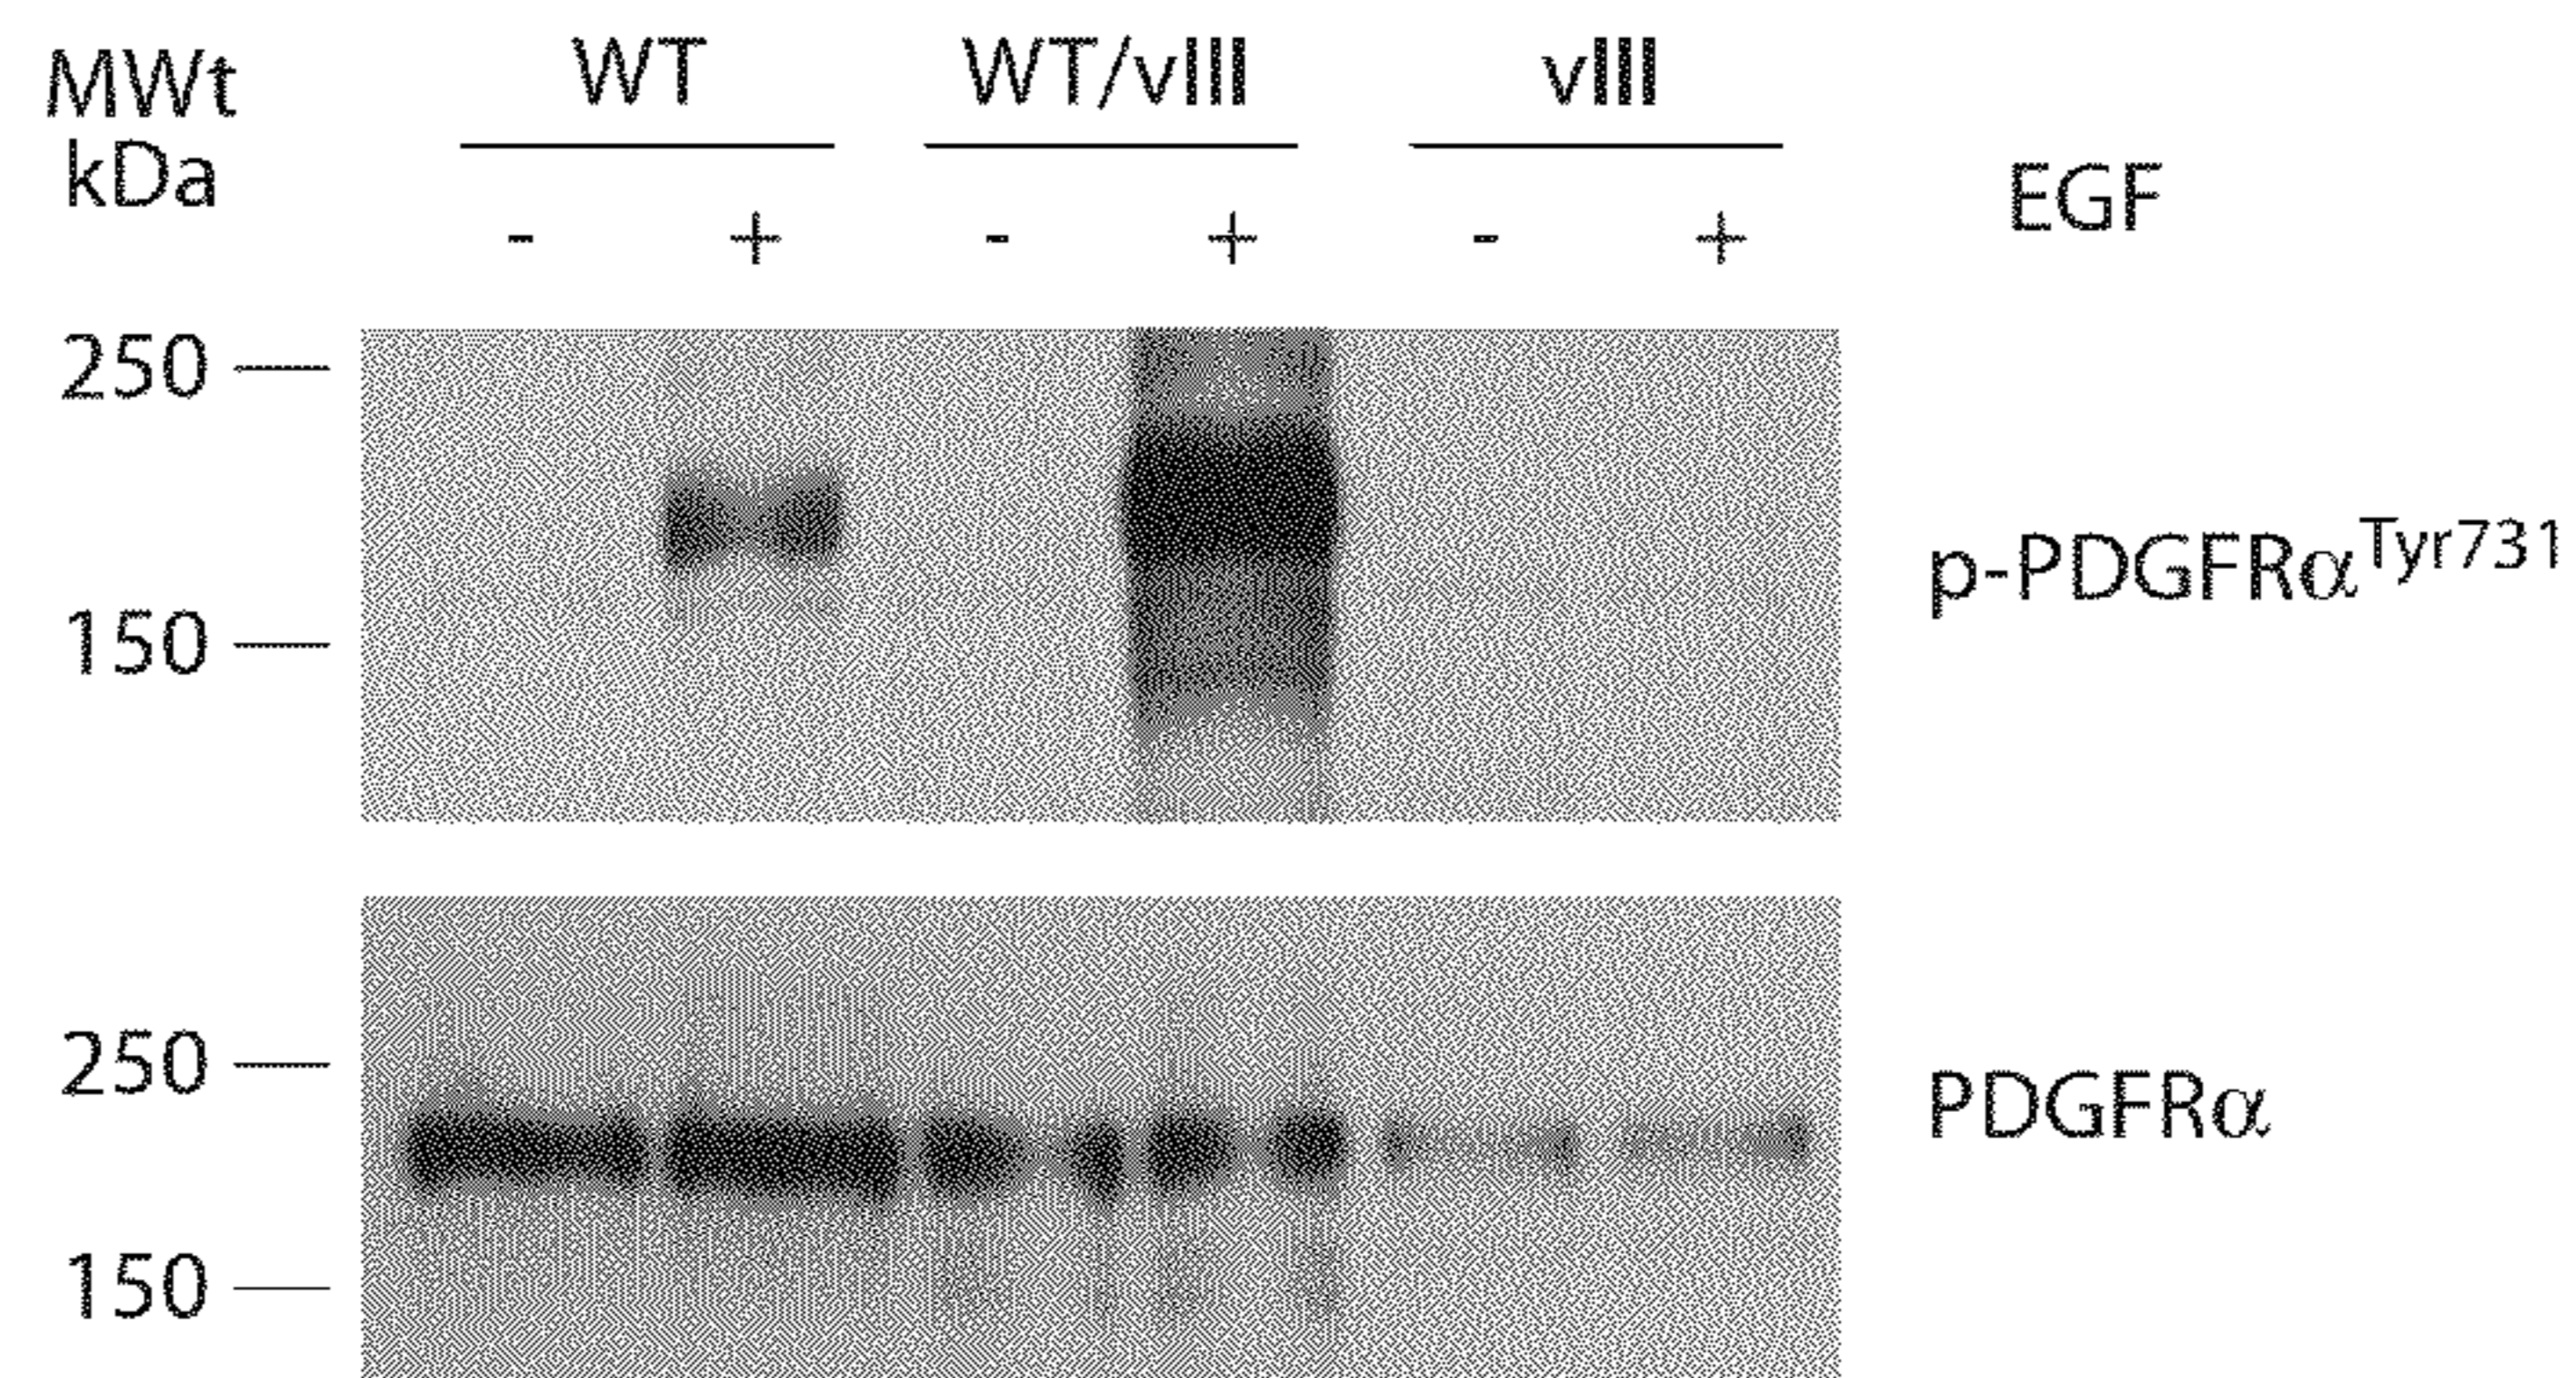 MWt
kDa
WT WT/vIII vIII
- + - + - + EGF
250
150
p-PDGFRαTyr731
250
150
PDGFRα